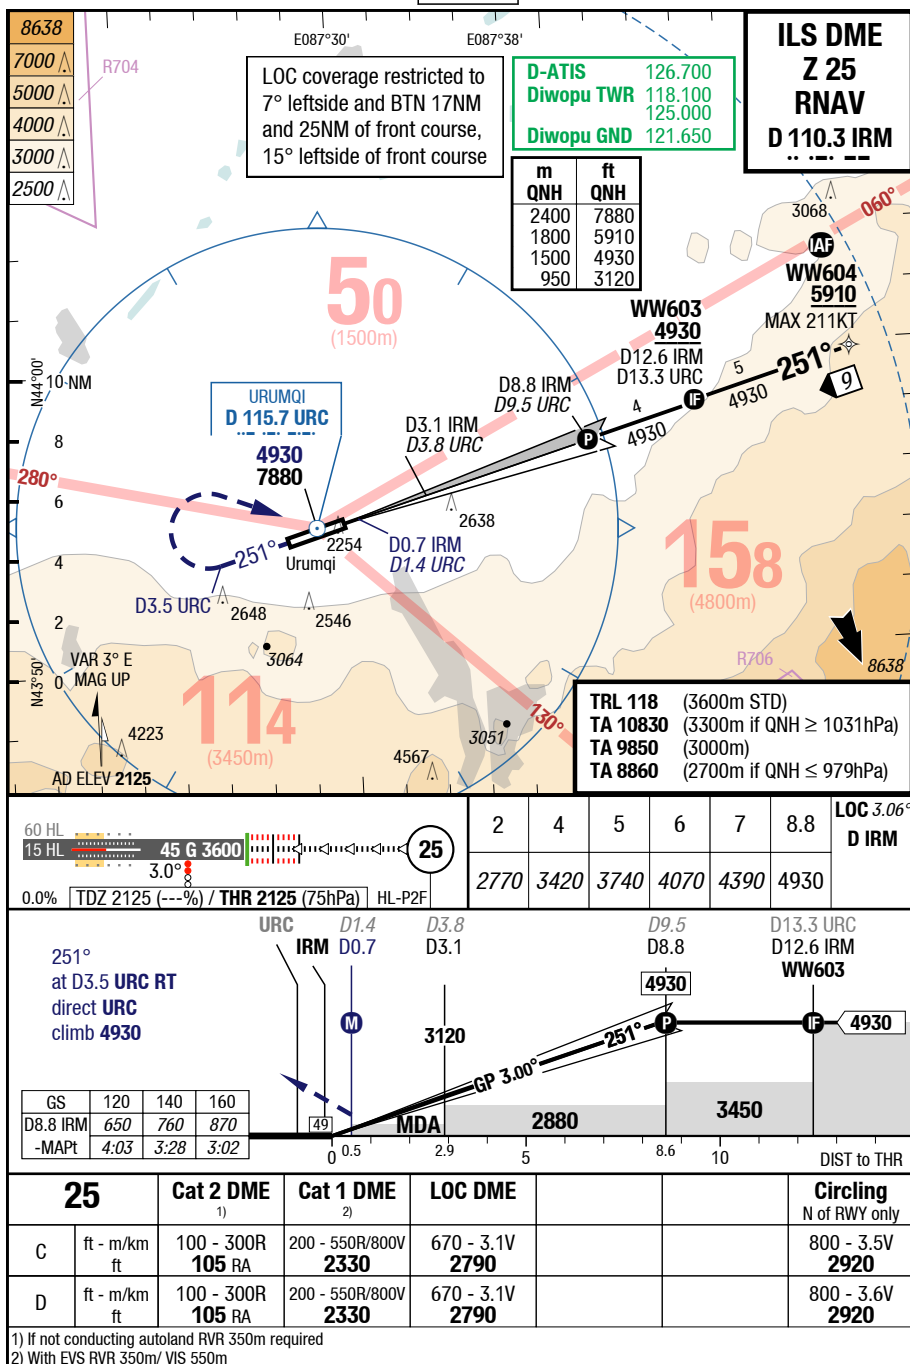 8638
7000
5000
4000
3000
2500
R704
E087°30'
E087°38'
LOC coverage restricted to
7° leftside and BTN 17NM
and 25NM of front course,
15° leftside of front course
D-ATIS 126.700
Diwopu TWR 118.100
125.000
Diwopu GND 121.650
ILS DME
Z 25
RNAV
D 110.3 IRM
m ft
QNH QNH
2400 7880
1800 5910
1500 4930
950 3120
3068
060°
IAF
WW604
5910
MAX 211KT
50
(1500m)
WW603
4930
D12.6 IRM
D13.3 URC
251°
9
5
4930
IF
D8.8 IRM
D9.5 URC
4
4930
P
N44°00'
10 NM
8
6
4
2
0
N43°50'
URUMQI
D 115.7 URC
4930
7880
D3.1 IRM
D3.8 URC
280°
2638
251°
2254
Urumqi
D0.7 IRM
D1.4 URC
D3.5 URC
2648
2546
158
(4800m)
3064
VAR 3° E
MAG UP
R706
8638
114
(3450m)
130°
3051
4223
4567
AD ELEV 2125
TRL 118 (3600m STD)
TA 10830 (3300m if QNH ≥ 1031hPa)
TA 9850 (3000m)
TA 8860 (2700m if QNH ≤ 979hPa)
60 HL
15 HL
45 G 3600
25
3.0°
0.0%
TDZ 2125 (---%) / THR 2125 (75hPa)
HL-P2F
2 4 5 6 7 8.8 LOC 3.06°
D IRM
2770 3420 3740 4070 4390 4930
URC D1.4 D3.8 D9.5 D13.3 URC
IRM D0.7 D3.1 D8.8 D12.6 IRM
WW603
251°
at D3.5 URC RT
direct URC
climb 4930
4930
M
P
IF
4930
3120
251°
GP 3.00°
49
MDA
2880
3450
GS 120 140 160
D8.8 IRM 650 760 870
-MAPt 4:03 3:28 3:02
0 0.5 2.9 5 8.6 10 DIST to THR
25 Cat 2 DME Cat 1 DME LOC DME Circling
1) 2) N of RWY only
C ft - m/km 100 - 300R 200 - 550R/800V 670 - 3.1V 800 - 3.5V
ft 105 RA 2330 2790 2920
D ft - m/km 100 - 300R 200 - 550R/800V 670 - 3.1V 800 - 3.6V
ft 105 RA 2330 2790 2920
1) If not conducting autoland RVR 350m required
2) With EVS RVR 350m/ VIS 550m